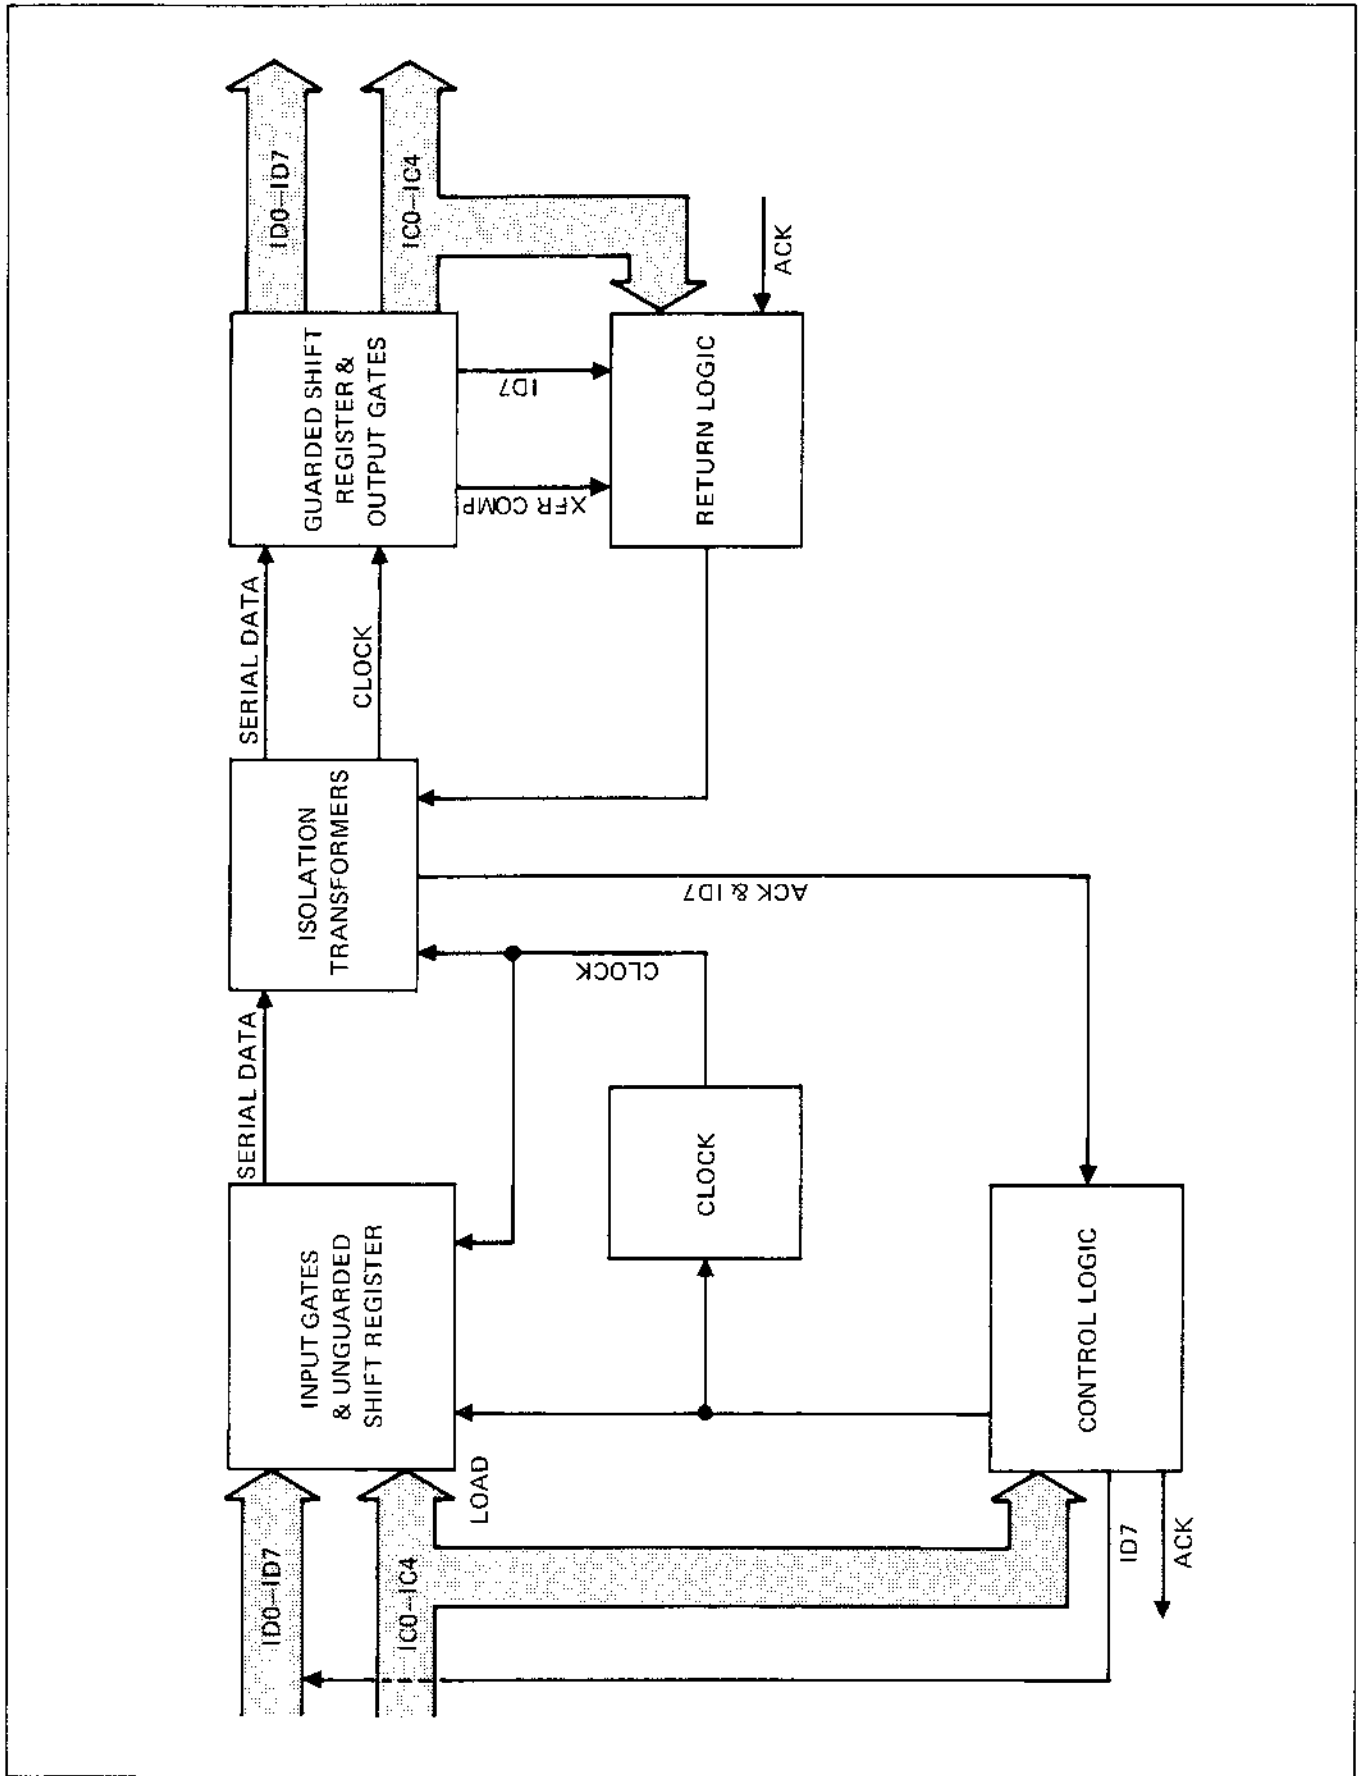 ID0–ID7
IC0–IC4
LOAD
INPUT GATES
& UNGUARDED
SHIFT REGISTER
SERIAL DATA
ISOLATION
TRANSFORMERS
SERIAL DATA
CLOCK
GUARDED SHIFT
REGISTER &
OUTPUT GATES
ID0–ID7
IC0–IC4
CLOCK
CLOCK
XFR COMP
ID7
RETURN LOGIC
ACK
ACK & ID7
CONTROL LOGIC
ID7
ACK